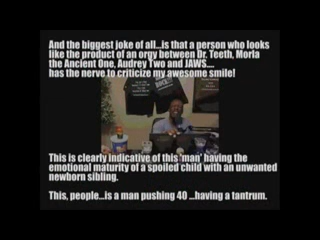 And the biggest joke of all...is that a person who looks
like the product of an orgy between Dr. Teeth, Morla
the Ancient One, Audrey Two and JAWS....
has the nerve to criticize my awesome smile!
This is clearly indicative of this 'man' having the
emotional maturity of a spoiled child with an unwanted
newborn sibling.
This, people...is a man pushing 40 ...having a tantrum.